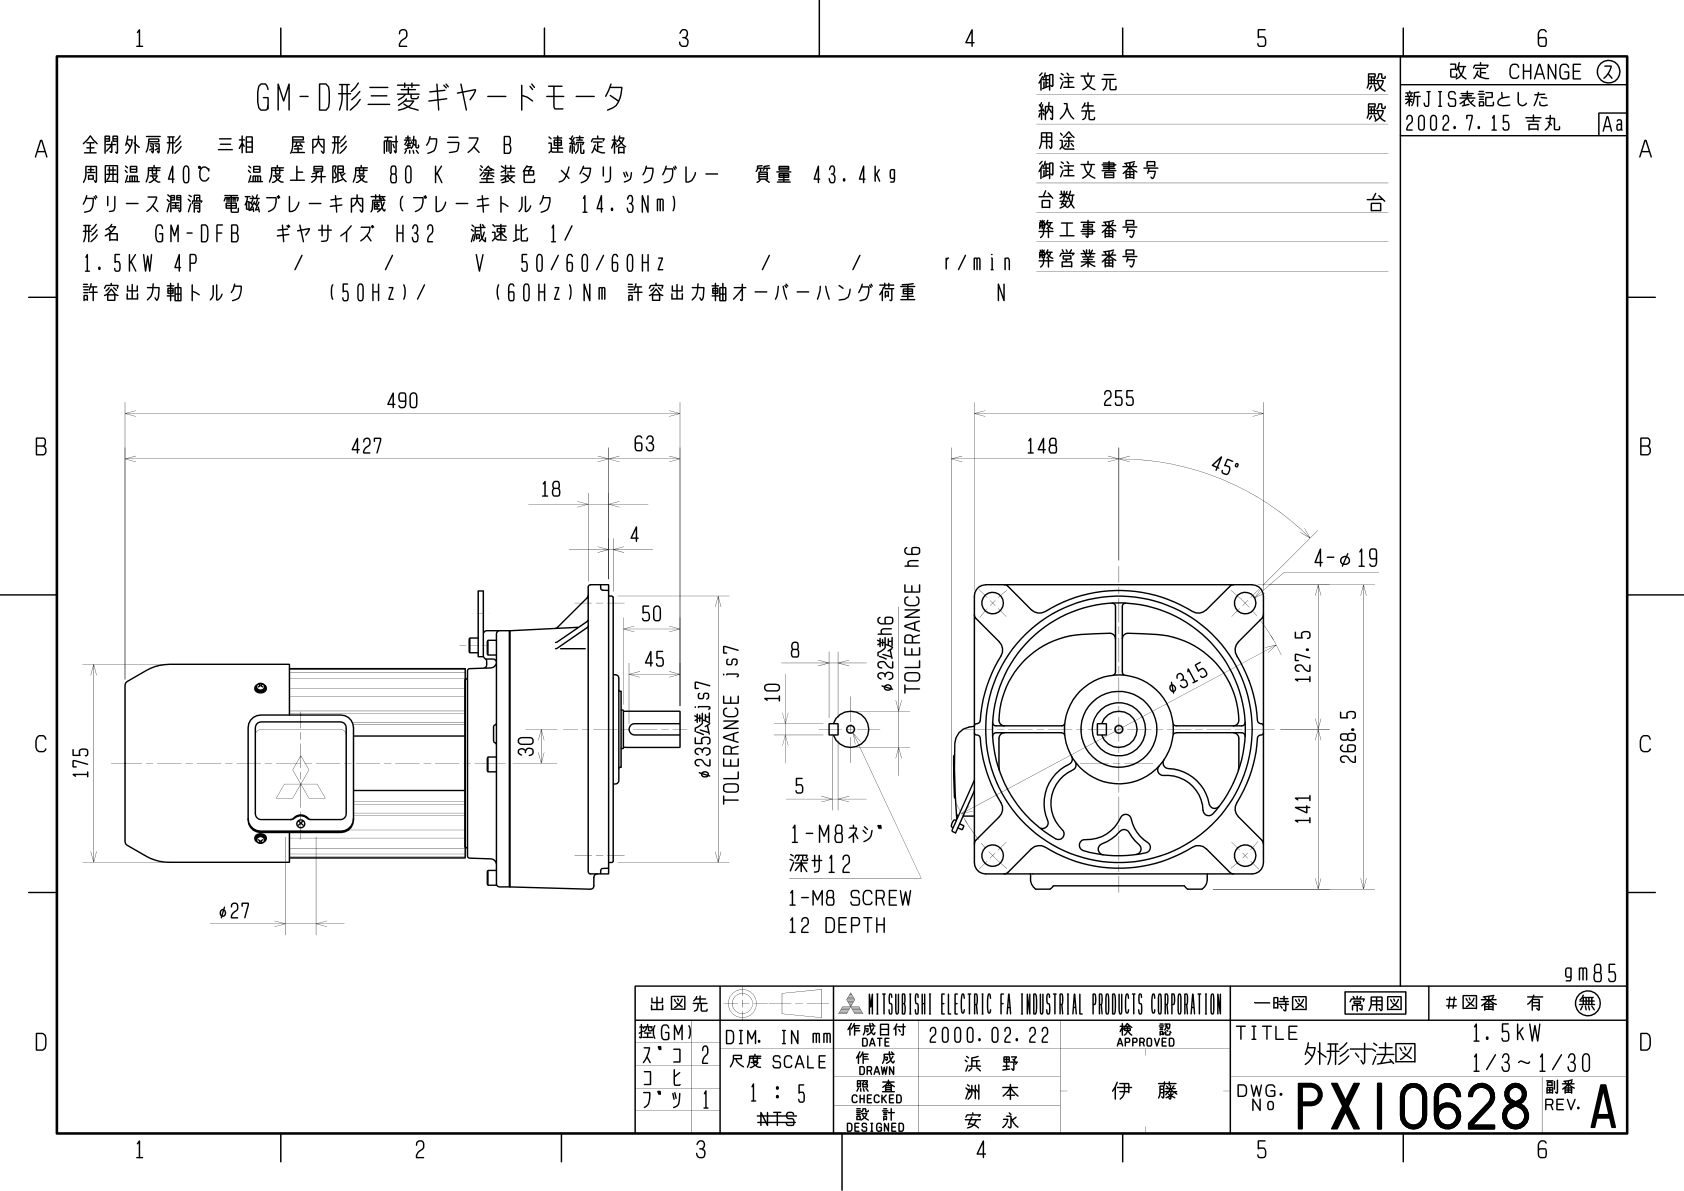 1 2 3 4 5 6
A
B
C
D
GM-D形三菱ギヤードモータ
全閉外扇形 三相 屋内形 耐熱クラス B 連続定格
周囲温度40℃ 温度上昇限度 80 K 塗装色 メタリックグレー 質量 43.4kg
グリース潤滑 電磁ブレーキ内蔵(ブレーキトルク 14.3Nm)
形名 GM-DFB ギヤサイズ H32 減速比 1/
1.5KW 4P / / V 50/60/60Hz / / r/min
許容出力軸トルク (50Hz)/ (60Hz)Nm 許容出力軸オーバーハング荷重 N
御注文元 殿
納入先 殿
用途
御注文書番号
台数 台
弊工事番号
弊営業番号
改定 CHANGE ス
新JIS表記とした
2002.7.15 吉丸 Aa
A
B
C
D
490
427
63
18
4
50
45
30
175
φ27
φ235公差js7
TOLERANCE js7
8
10
5
φ32公差h6
TOLERANCE h6
1-M8ネジ
深サ12
1-M8 SCREW
12 DEPTH
255
148
45°
4-φ19
φ315
127.5
268.5
141
gm85
出図先
控(GM)
ズコ 2
コヒ
ブツ 1
DIM. IN mm
尺度 SCALE
1 : 5
NTS
MITSUBISHI ELECTRIC FA INDUSTRIAL PRODUCTS CORPORATION
作成日付 DATE 2000.02.22
作成 DRAWN 浜野
照査 CHECKED 洲本
設計 DESIGNED 安永
検認 APPROVED
伊藤
一時図 常用図 #図番 有 無
TITLE 1.5kW
外形寸法図 1/3~1/30
DWG. No PX10628 副番 REV. A
1 2 3 4 5 6